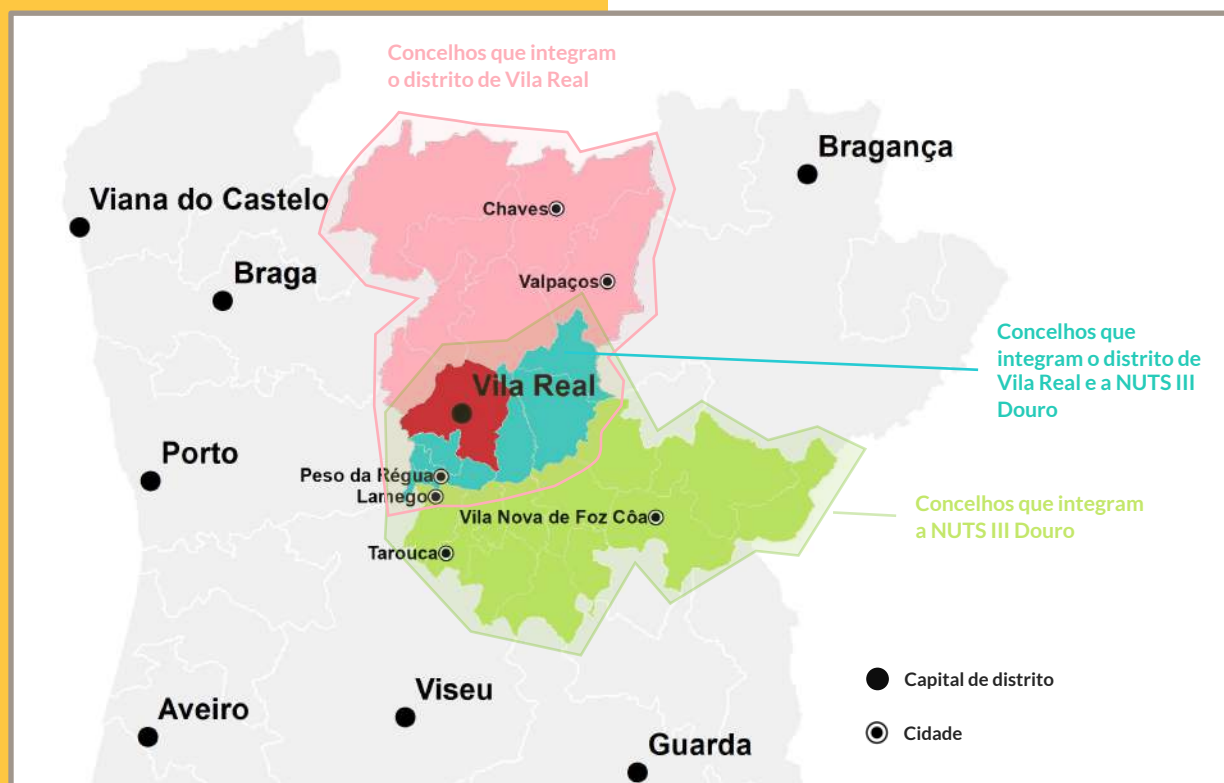 Concelhos que integram
o distrito de Vila Real
Bragança
Viana do Castelo
Chaves
Braga
Valpaços
Concelhos que
integram o distrito de
Vila Real e a NUTS III
Douro
Vila Real
Porto
Peso da Régua
Lamego
Vila Nova de Foz Côa
Concelhos que integram
a NUTS III Douro
Tarouca
Viseu
Capital de distrito
Aveiro
Cidade
Guarda